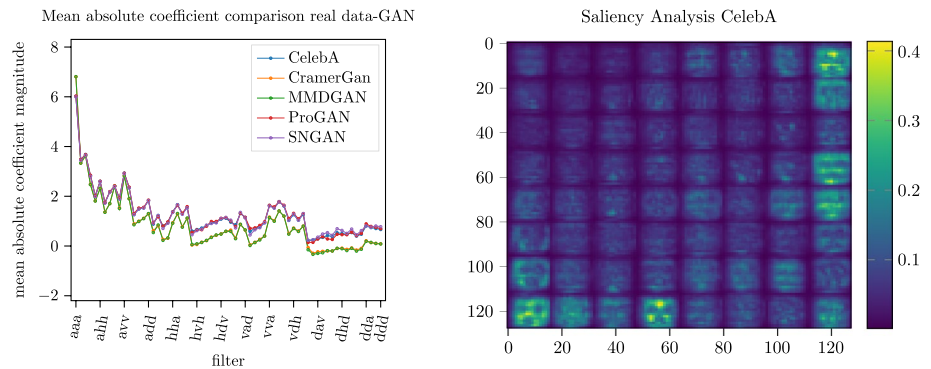 Mean absolute coefficient comparison real data-GAN
mean absolute coefficient magnitude
8
6
4
2
0
−2
CelebA
CramerGan
MMDGAN
ProGAN
SNGAN
aaa
ahh
avv
add
hha
hvh
hdv
vad
vva
vdh
dav
dhd
dda
ddd
filter
Saliency Analysis CelebA
0
20
40
60
80
100
120
0
20
40
60
80
100
120
0.4
0.3
0.2
0.1